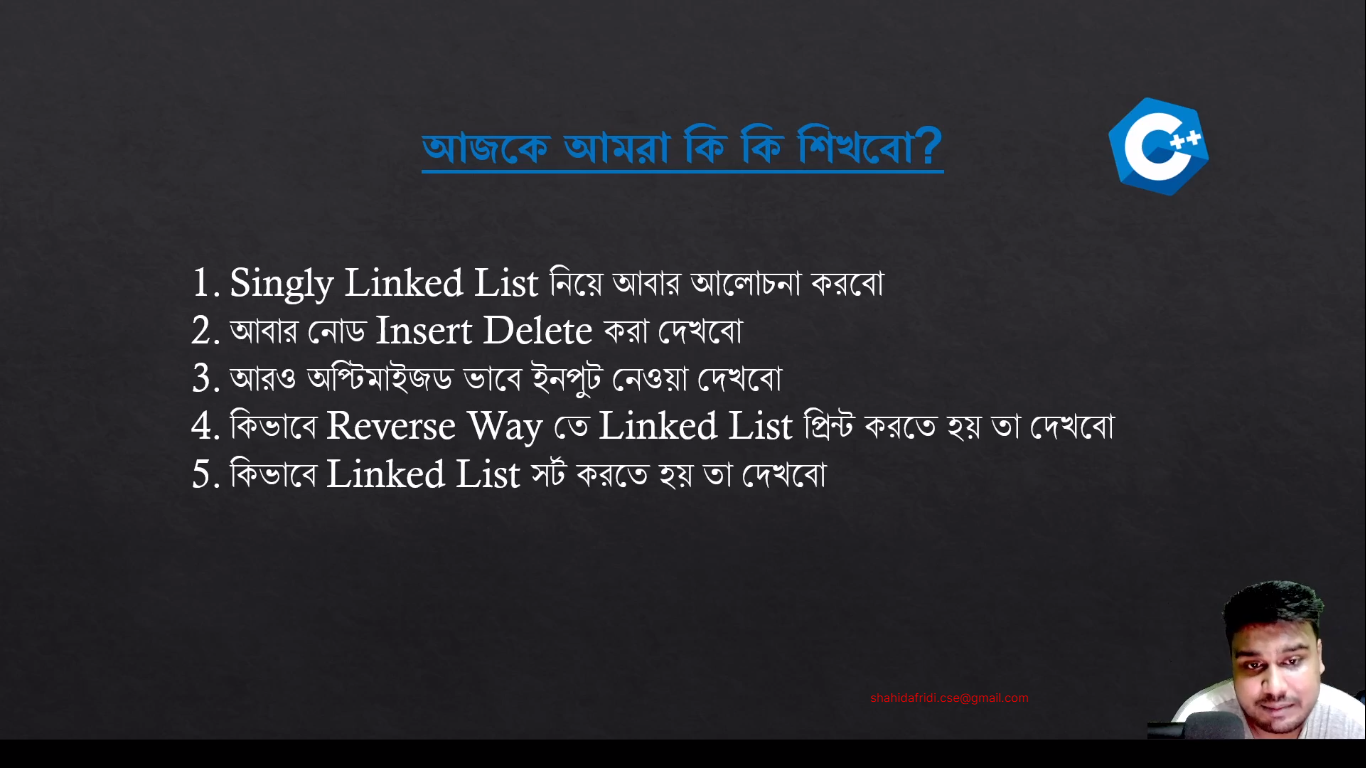 আজকে আমরা কি কি শিখবো?
C++
1. Singly Linked List নিয়ে আবার আলোচনা করবো
2. আবার নোড Insert Delete করা দেখবো
3. আরও অপ্টিমাইজড ভাবে ইনপুট নেওয়া দেখবো
4. কিভাবে Reverse Way তে Linked List প্রিন্ট করতে হয় তা দেখবো
5. কিভাবে Linked List সর্ট করতে হয় তা দেখবো
shahidafridi.cse@gmail.com